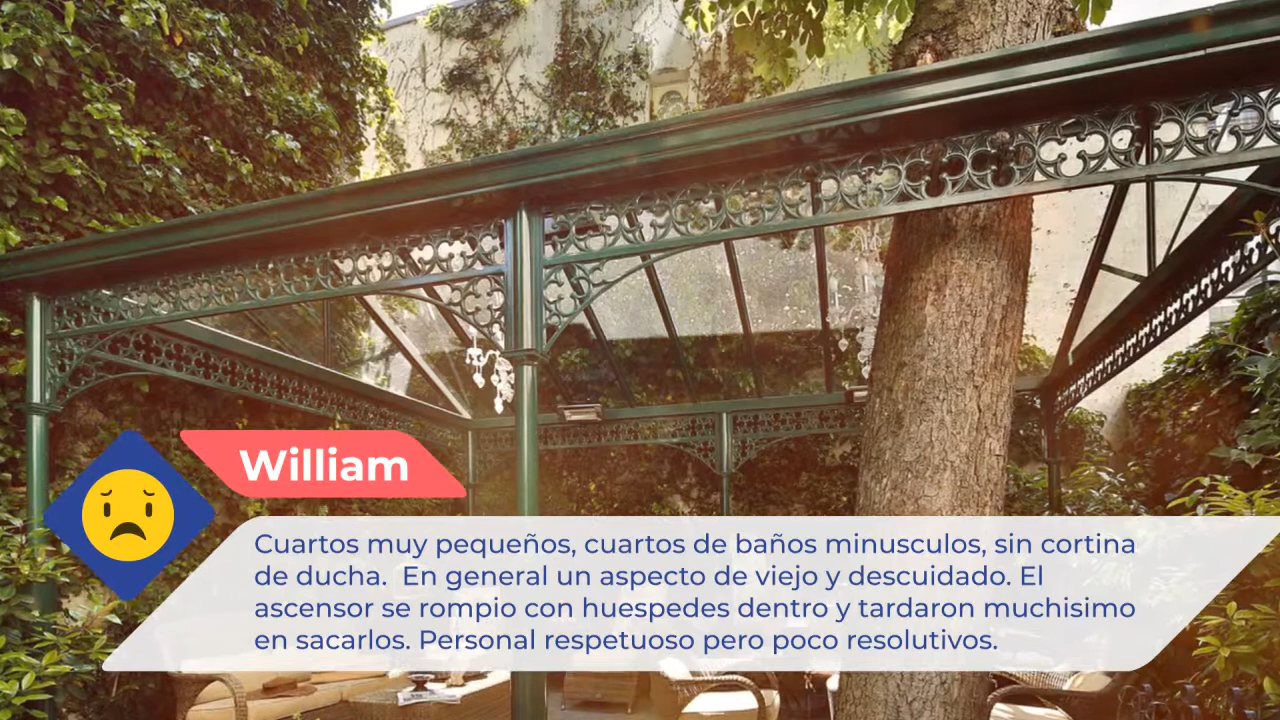 William
Cuartos muy pequeños, cuartos de baños minusculos, sin cortina
de ducha.  En general un aspecto de viejo y descuidado. El
ascensor se rompio con huespedes dentro y tardaron muchisimo
en sacarlos. Personal respetuoso pero poco resolutivos.